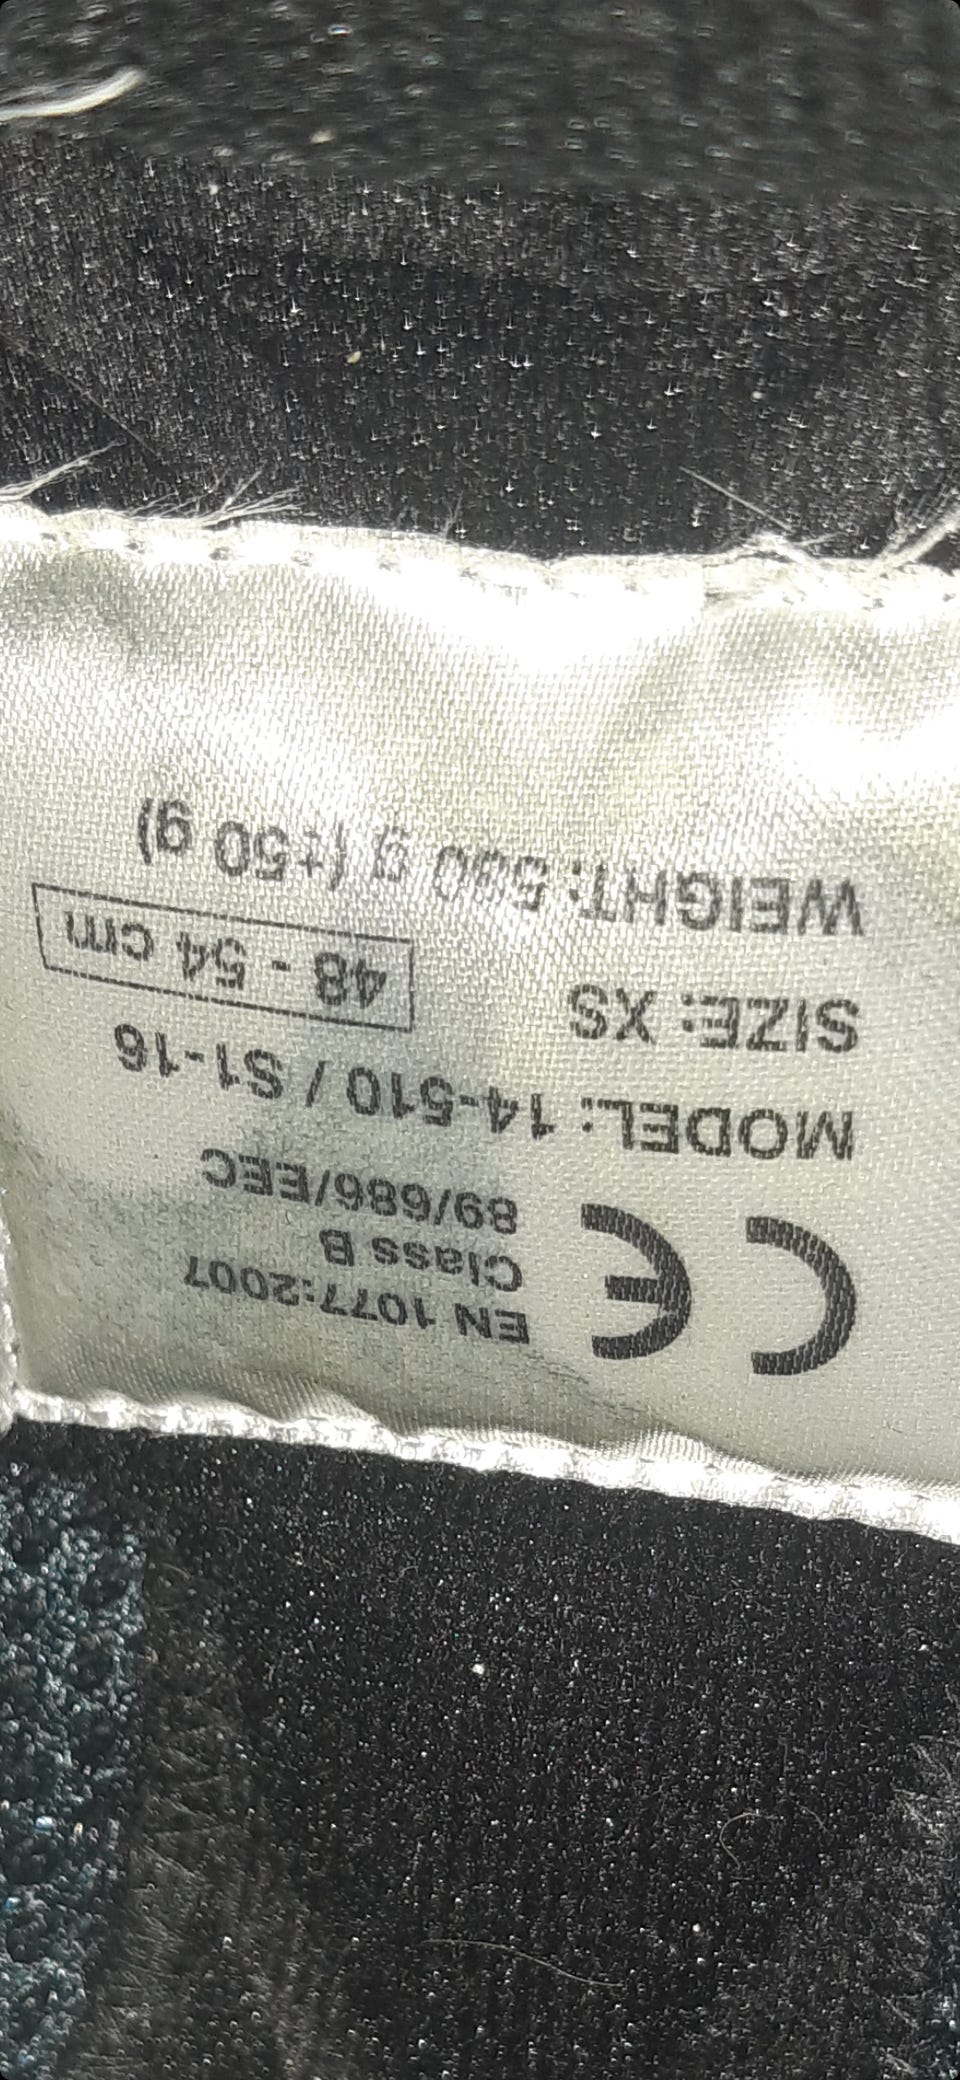 CE
EN 1077:2007
Class B
89/686/EEC
MODEL: 14-510 / S1-16
SIZE: XS
48 - 54 cm
WEIGHT: g (±50 g)